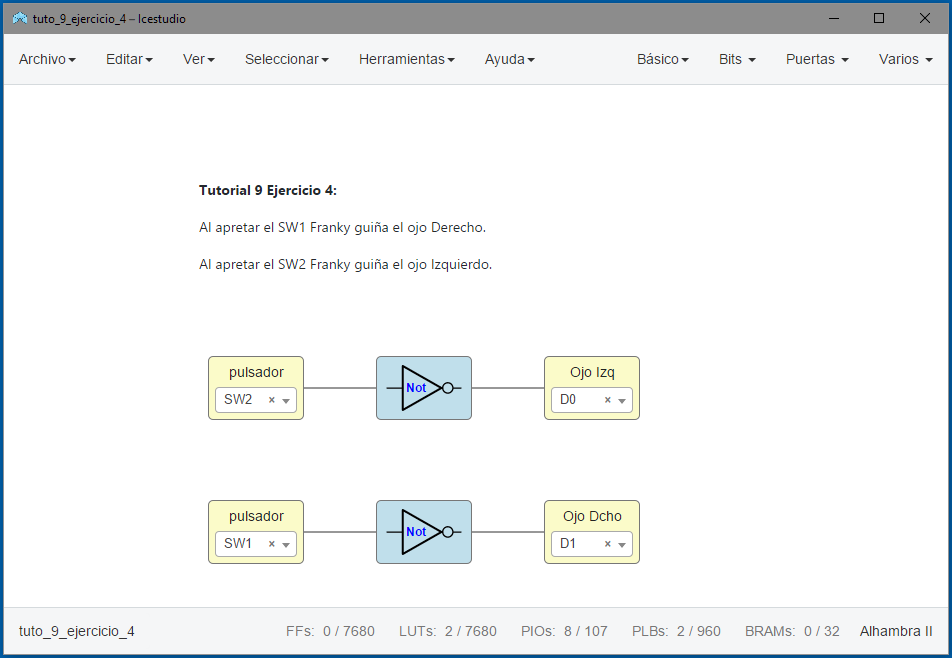 tuto_9_ejercicio_4 – Icestudio
Archivo Editar Ver Seleccionar Herramientas Ayuda Básico Bits Puertas Varios
Tutorial 9 Ejercicio 4:
Al apretar el SW1 Franky guiña el ojo Derecho.
Al apretar el SW2 Franky guiña el ojo Izquierdo.
pulsador Ojo Izq
SW2 × Not D0 ×
pulsador Ojo Dcho
SW1 × Not D1 ×
tuto_9_ejercicio_4 FFs: 0 / 7680 LUTs: 2 / 7680 PIOs: 8 / 107 PLBs: 2 / 960 BRAMs: 0 / 32 Alhambra II